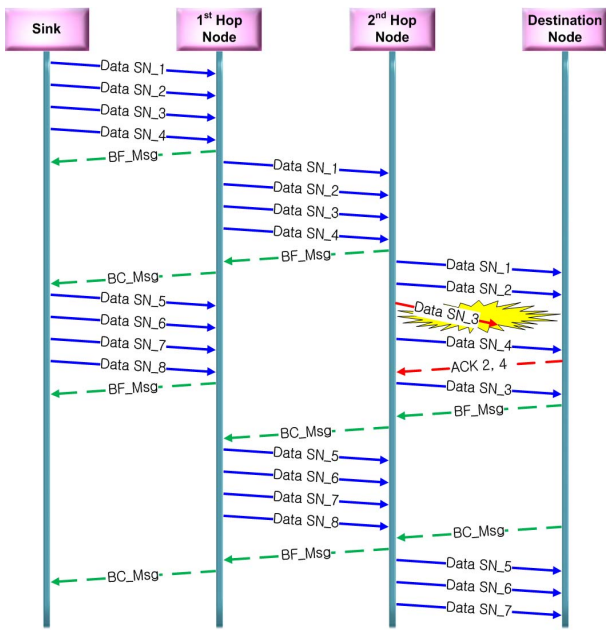 Sink
1st Hop Node
2nd Hop Node
Destination Node
Data SN_1
Data SN_2
Data SN_3
Data SN_4
BF_Msg
Data SN_1
Data SN_2
Data SN_3
Data SN_4
BF_Msg
Data SN_1
BC_Msg
Data SN_2
Data SN_5
Data SN_3
Data SN_6
Data SN_7
Data SN_4
Data SN_8
ACK 2, 4
BF_Msg
Data SN_3
BF_Msg
BC_Msg
Data SN_5
Data SN_6
Data SN_7
Data SN_8
BC_Msg
BF_Msg
Data SN_5
BC_Msg
Data SN_6
Data SN_7